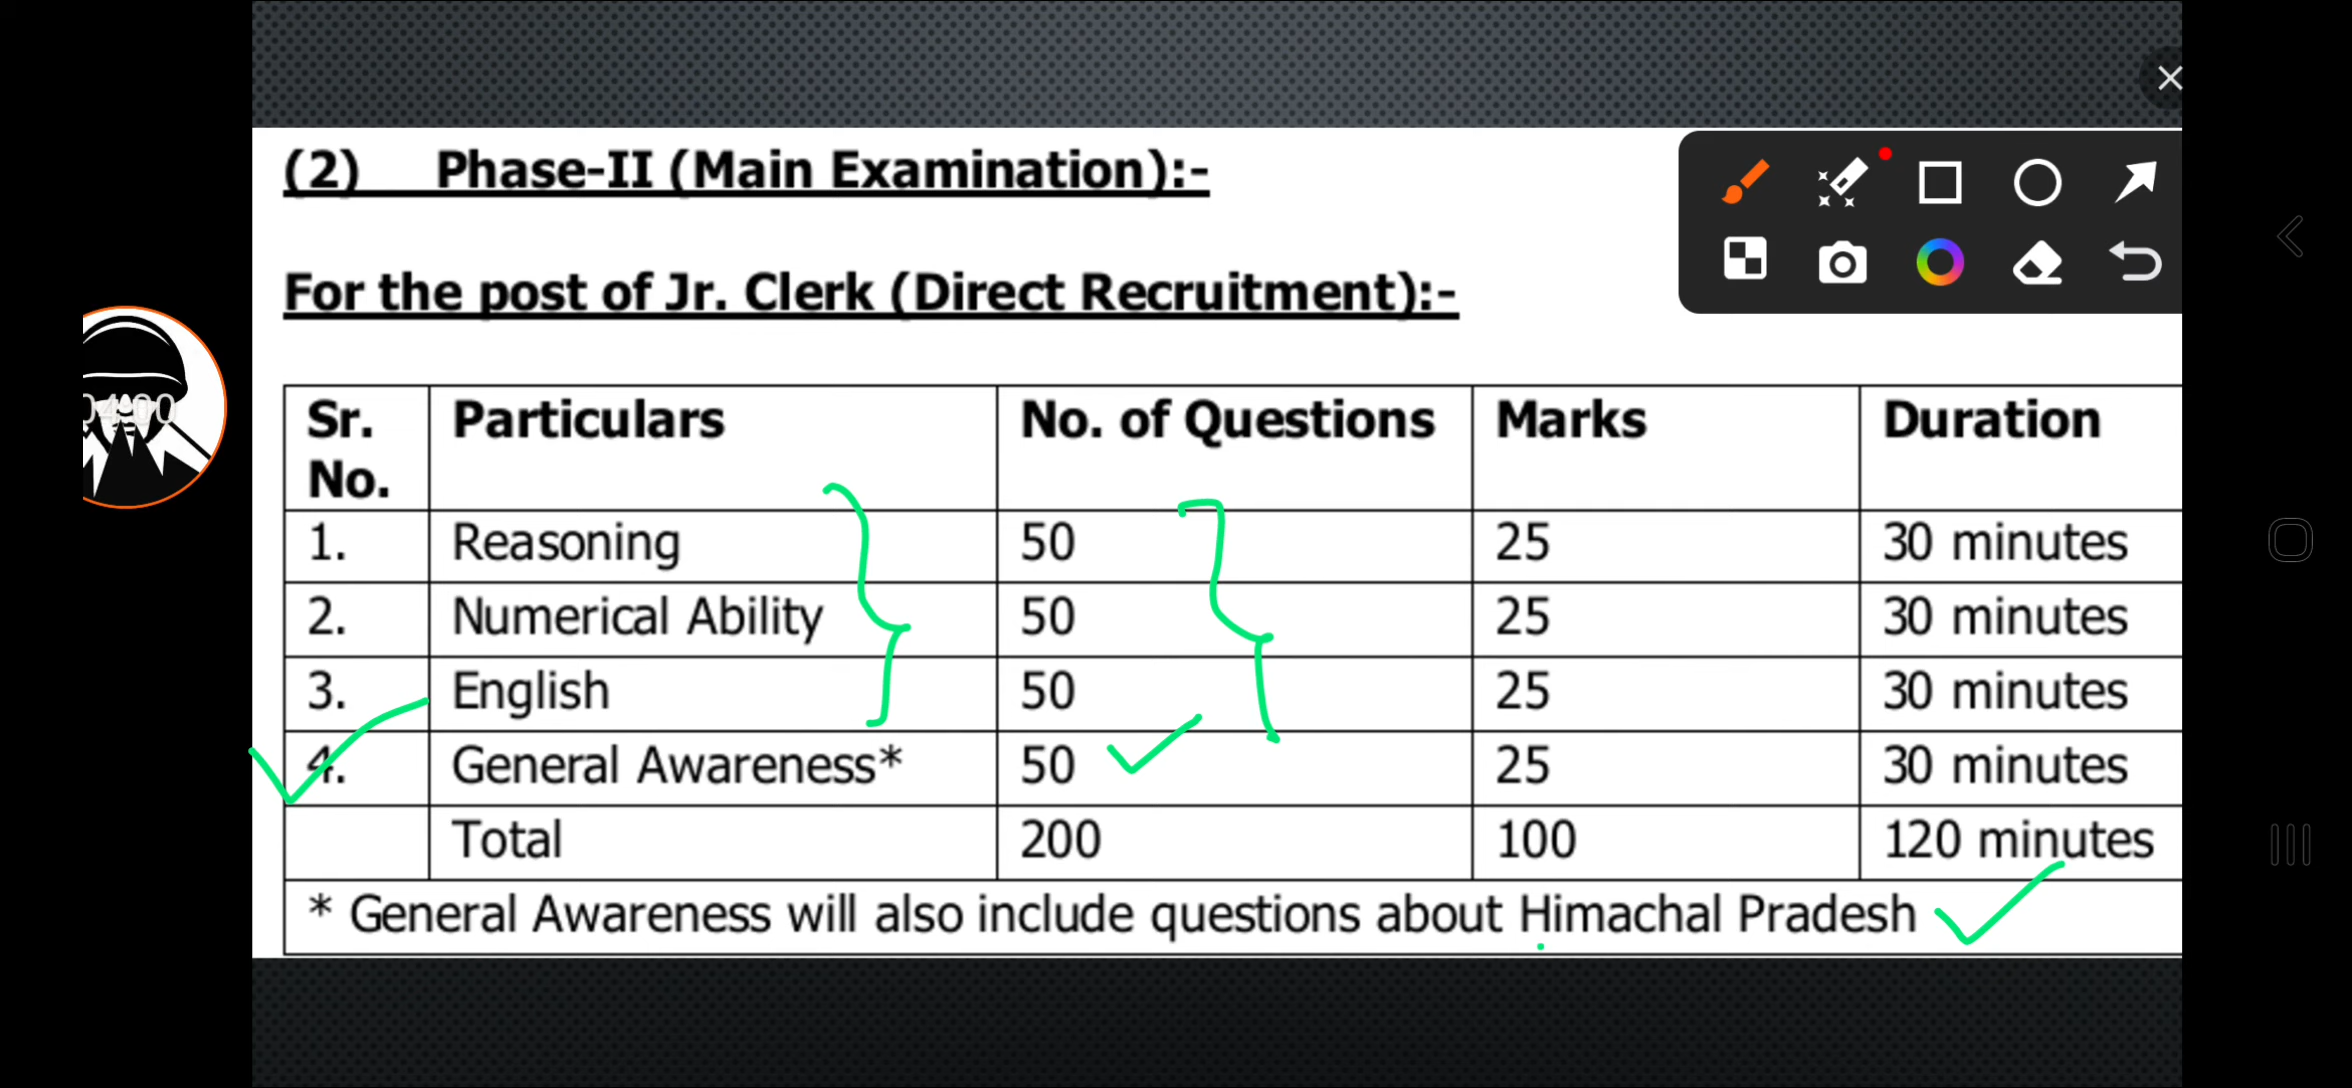 (2) Phase-II (Main Examination):-
For the post of Jr. Clerk (Direct Recruitment):-
Sr. No. Particulars No. of Questions Marks Duration
1. Reasoning 50 25 30 minutes
2. Numerical Ability 50 25 30 minutes
3. English 50 25 30 minutes
4. General Awareness* 50 25 30 minutes
Total 200 100 120 minutes
* General Awareness will also include questions about Himachal Pradesh
04:00